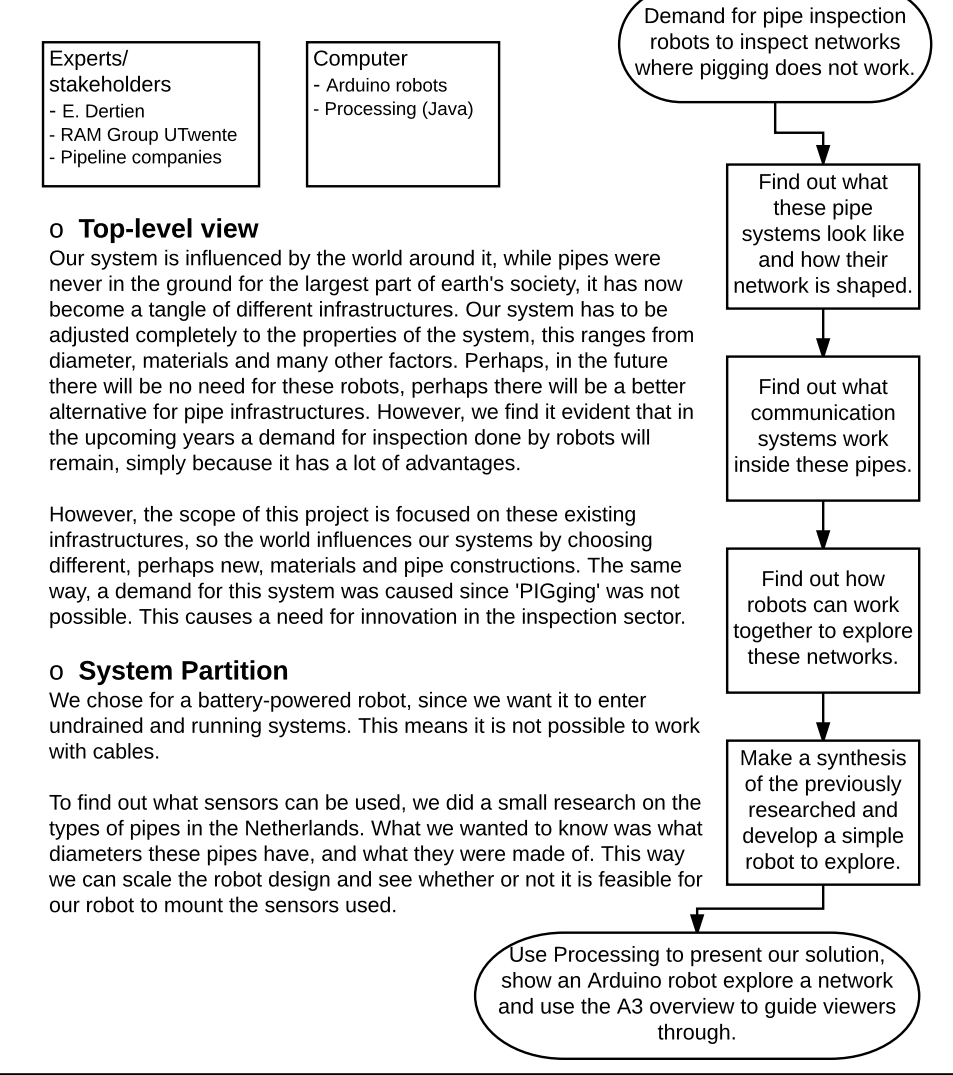 Experts/
stakeholders
- E. Dertien
- RAM Group UTwente
- Pipeline companies
Computer
- Arduino robots
- Processing (Java)
o Top-level view
Our system is influenced by the world around it, while pipes were
never in the ground for the largest part of earth's society, it has now
become a tangle of different infrastructures. Our system has to be
adjusted completely to the properties of the system, this ranges from
diameter, materials and many other factors. Perhaps, in the future
there will be no need for these robots, perhaps there will be a better
alternative for pipe infrastructures. However, we find it evident that in
the upcoming years a demand for inspection done by robots will
remain, simply because it has a lot of advantages.
However, the scope of this project is focused on these existing
infrastructures, so the world influences our systems by choosing
different, perhaps new, materials and pipe constructions. The same
way, a demand for this system was caused since 'PIGging' was not
possible. This causes a need for innovation in the inspection sector.
o System Partition
We chose for a battery-powered robot, since we want it to enter
undrained and running systems. This means it is not possible to work
with cables.
To find out what sensors can be used, we did a small research on the
types of pipes in the Netherlands. What we wanted to know was what
diameters these pipes have, and what they were made of. This way
we can scale the robot design and see whether or not it is feasible for
our robot to mount the sensors used.
Demand for pipe inspection
robots to inspect networks
where pigging does not work.
Find out what
these pipe
systems look like
and how their
network is shaped.
Find out what
communication
systems work
inside these pipes.
Find out how
robots can work
together to explore
these networks.
Make a synthesis
of the previously
researched and
develop a simple
robot to explore.
Use Processing to present our solution,
show an Arduino robot explore a network
and use the A3 overview to guide viewers
through.